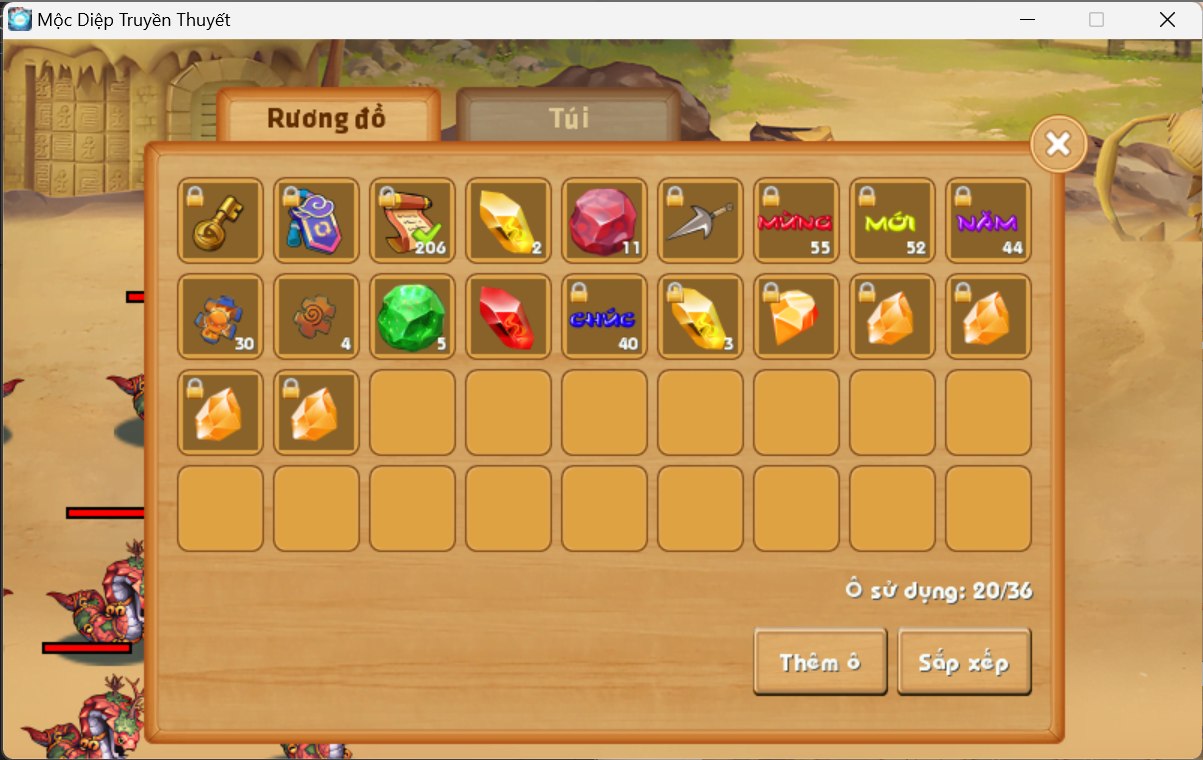 Mộc Diệp Truyền Thuyết
Rương đồ
Túi
206
2
11
MỪNG
55
MỚI
52
NĂM
44
30
4
5
CHÚC
40
3
Ô sử dụng: 20/36
Thêm ô
Sắp xếp